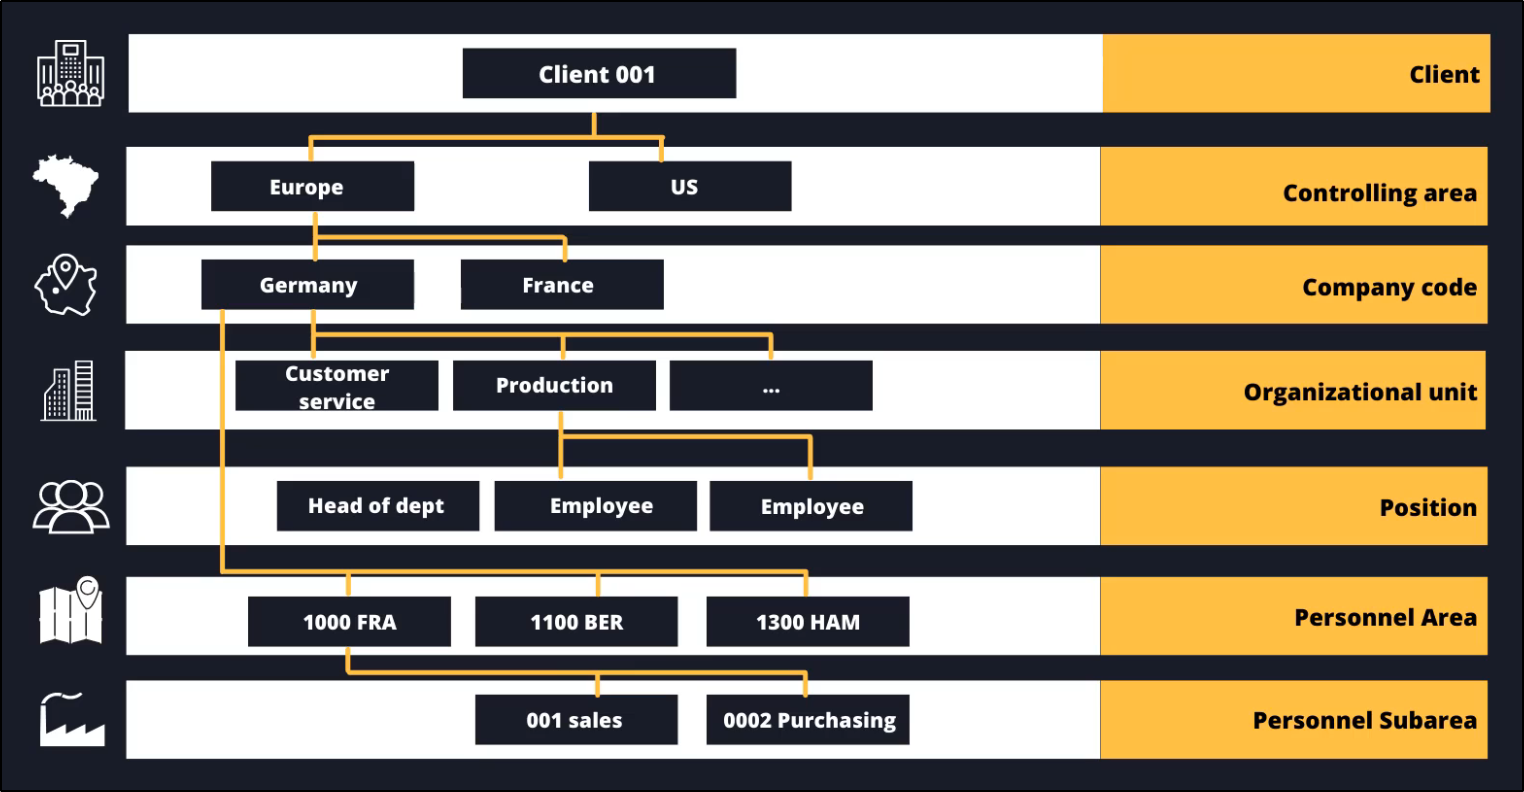 Client 001
Client
Europe
US
Controlling area
Germany
France
Company code
Customer
service
Production
...
Organizational unit
Head of dept
Employee
Employee
Position
1000 FRA
1100 BER
1300 HAM
Personnel Area
001 sales
0002 Purchasing
Personnel Subarea